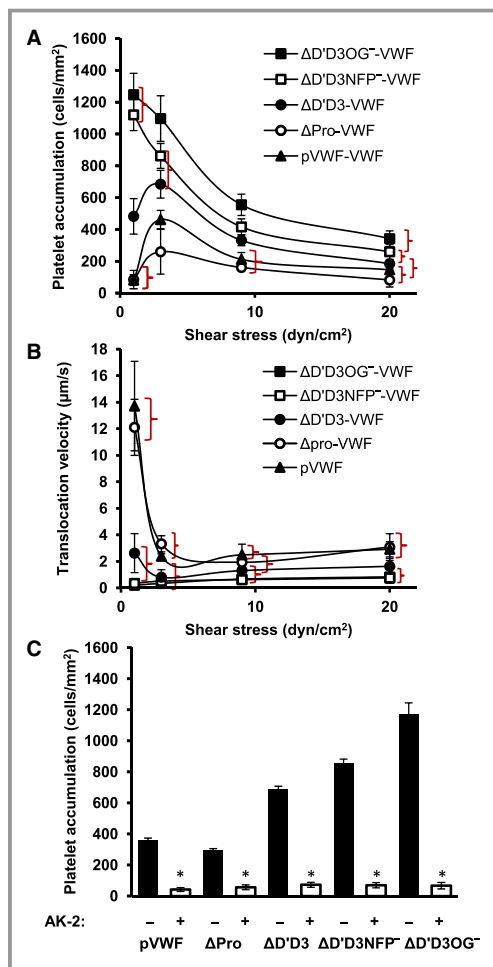 A
1600
1400
1200
1000
800
600
400
200
0
Platelet accumulation (cells/mm²)
ΔD'D3OG⁻-VWF
ΔD'D3NFP⁻-VWF
ΔD'D3-VWF
ΔPro-VWF
pVWF-VWF
0 10 20
Shear stress (dyn/cm²)
B
18
16
14
12
10
8
6
4
2
0
Translocation velocity (µm/s)
ΔD'D3OG⁻-VWF
ΔD'D3NFP⁻-VWF
ΔD'D3-VWF
Δpro-VWF
pVWF
0 10 20
Shear stress (dyn/cm²)
C
1600
1400
1200
1000
800
600
400
200
0
Platelet accumulation (cells/mm²)
* * * * *
AK-2: – + – + – + – + – +
pVWF ΔPro ΔD'D3 ΔD'D3NFP⁻ ΔD'D3OG⁻